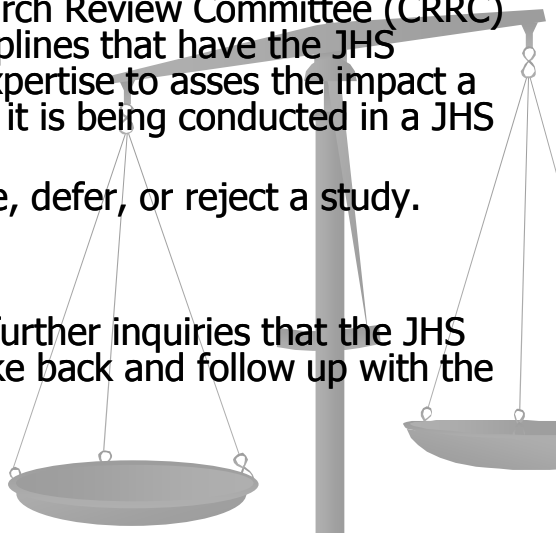 rch Review Committee (CRRC)
plines that have the JHS
xpertise to asses the impact a
it is being conducted in a JHS
e, defer, or reject a study.
further inquiries that the JHS
ke back and follow up with the